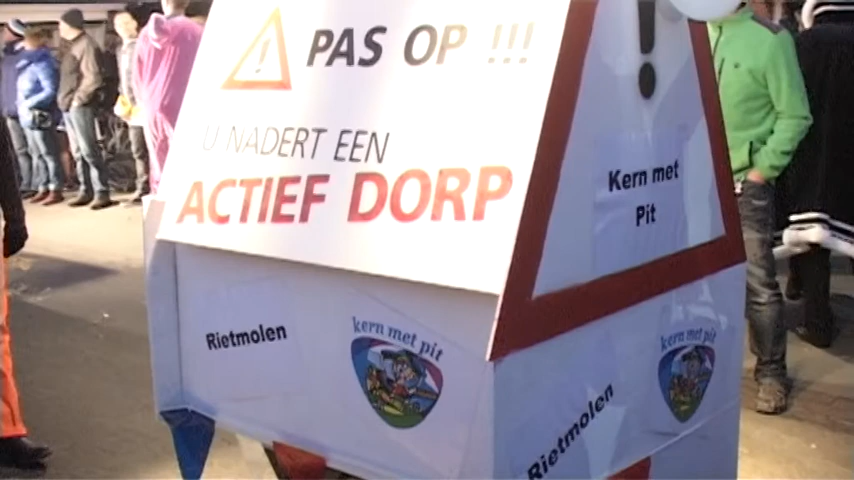 PAS OP !!!
U NADERT EEN
ACTIEF DORP
Kern met
Pit
Rietmolen
kern met pit
Rietmolen
kern met pit